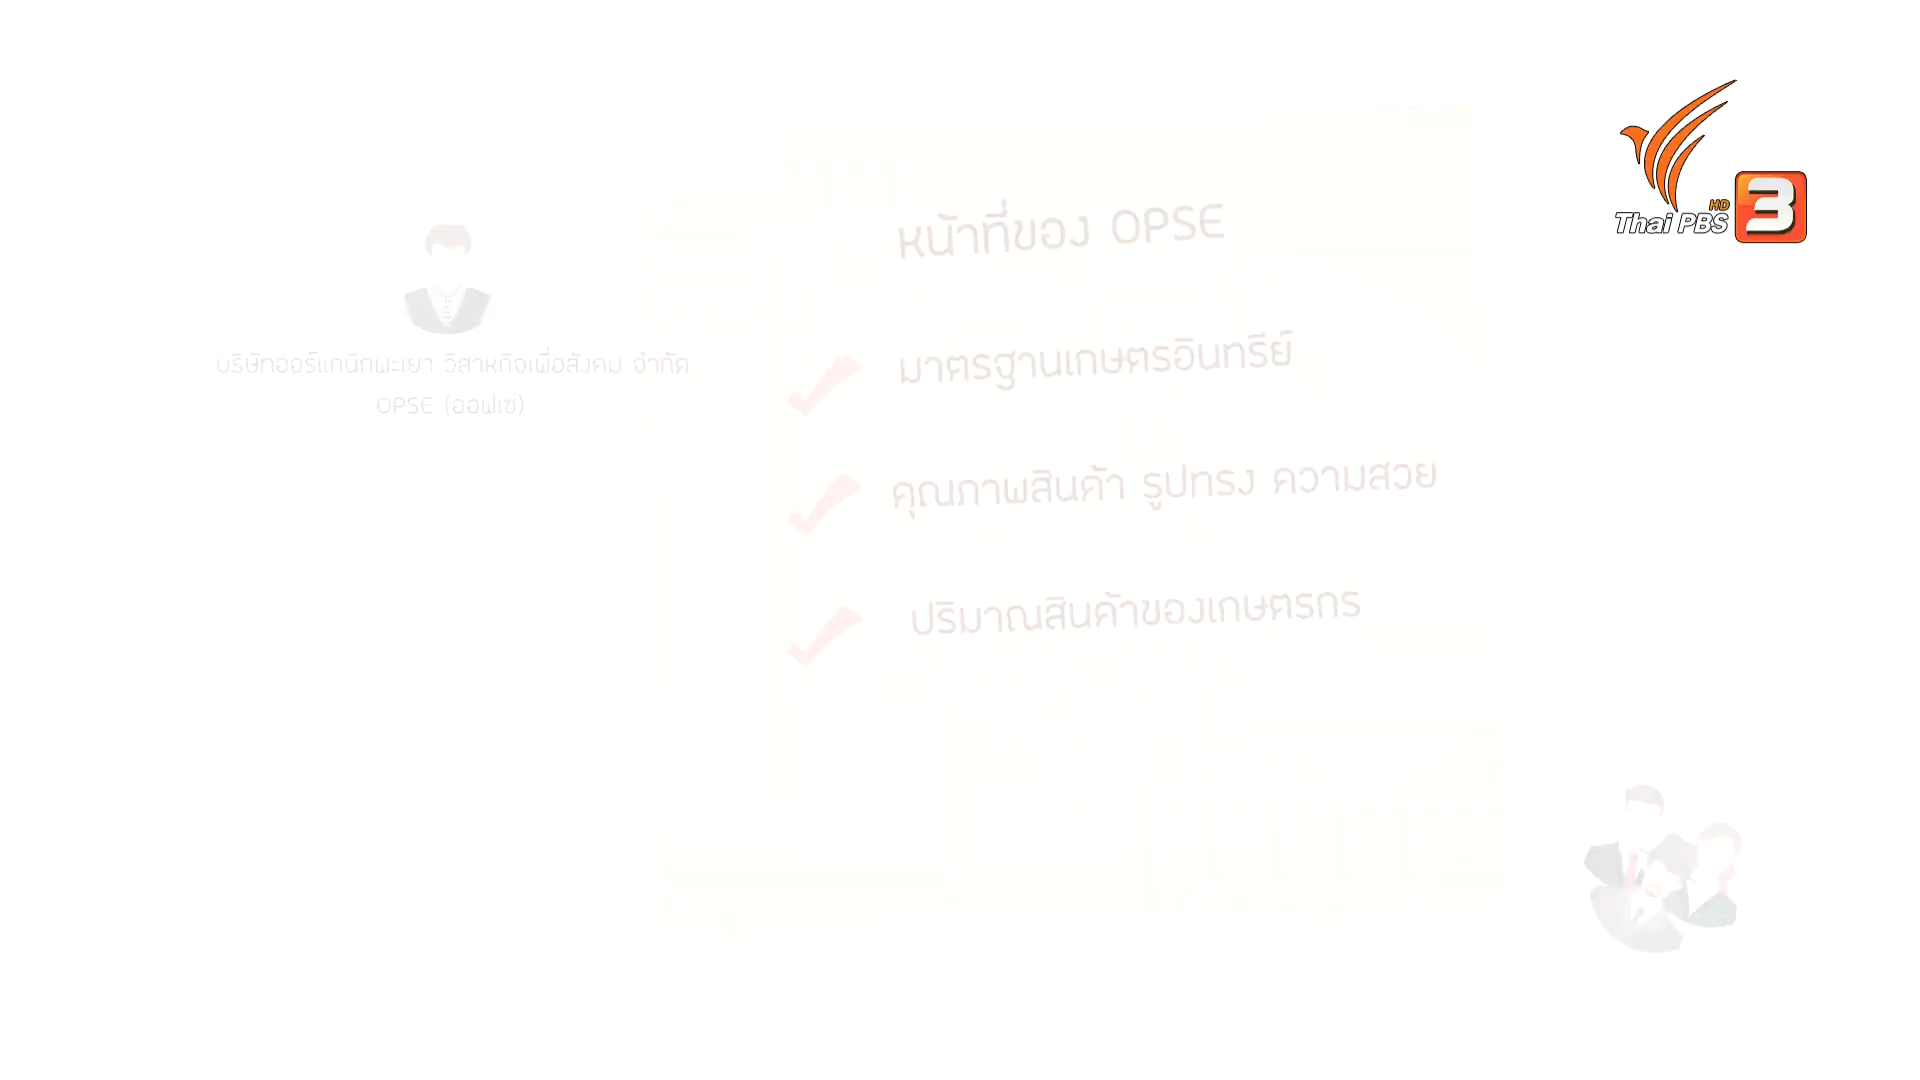 HD
Thai PBS 3
หน้าที่ของ OPSE
บริษัทออร์แกนิกพะเยา วิสาหกิจเพื่อสังคม จำกัด
OPSE (ออฟเซ่)
มาตรฐานเกษตรอินทรีย์
คุณภาพสินค้า รูปทรง ความสวย
ปริมาณสินค้าของเกษตรกร